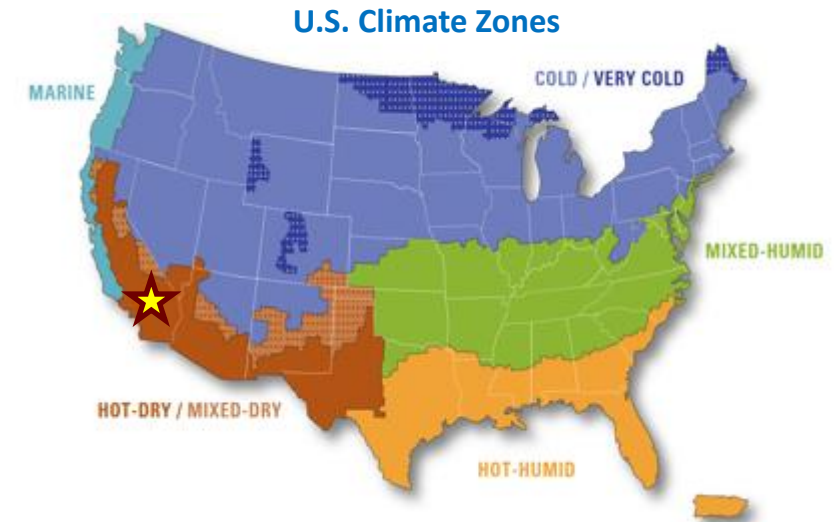 U.S. Climate Zones
MARINE
COLD / VERY COLD
MIXED-HUMID
HOT-DRY / MIXED-DRY
HOT-HUMID